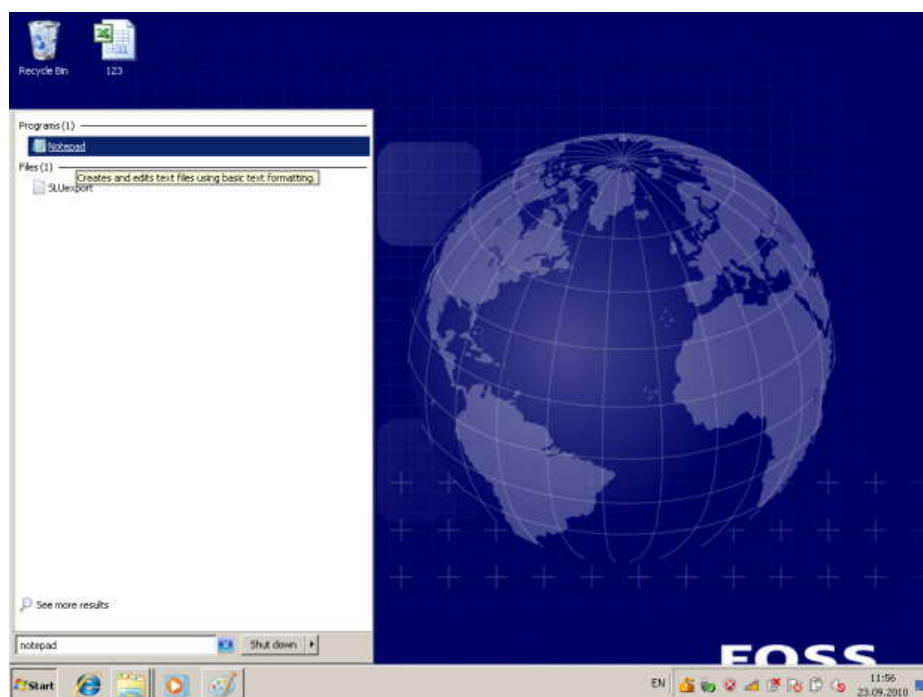 Recycle Bin
123
Programs (1)
Notepad
Files (1)
Creates and edits text files using basic text formatting.
SLUexport
See more results
notepad
Shut down
FOSS
Start
EN
11:56
23.09.2010